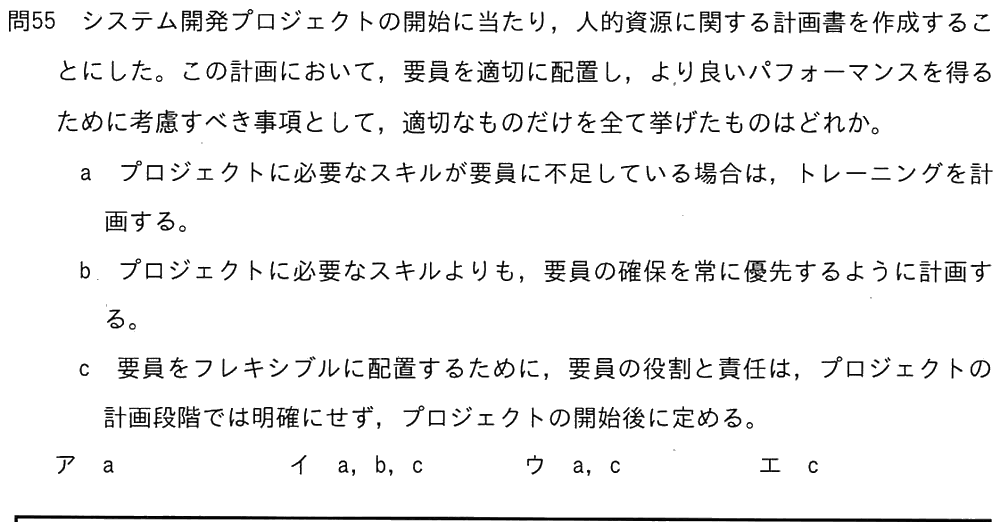 問55 システム開発プロジェクトの開始に当たり，人的資源に関する計画書を作成するこ
とにした。この計画において，要員を適切に配置し，より良いパフォーマンスを得る
ために考慮すべき事項として，適切なものだけを全て挙げたものはどれか。
a プロジェクトに必要なスキルが要員に不足している場合は，トレーニングを計
画する。
b プロジェクトに必要なスキルよりも，要員の確保を常に優先するように計画す
る。
c 要員をフレキシブルに配置するために，要員の役割と責任は，プロジェクトの
計画段階では明確にせず，プロジェクトの開始後に定める。
ア a イ a，b，c ウ a，c エ c